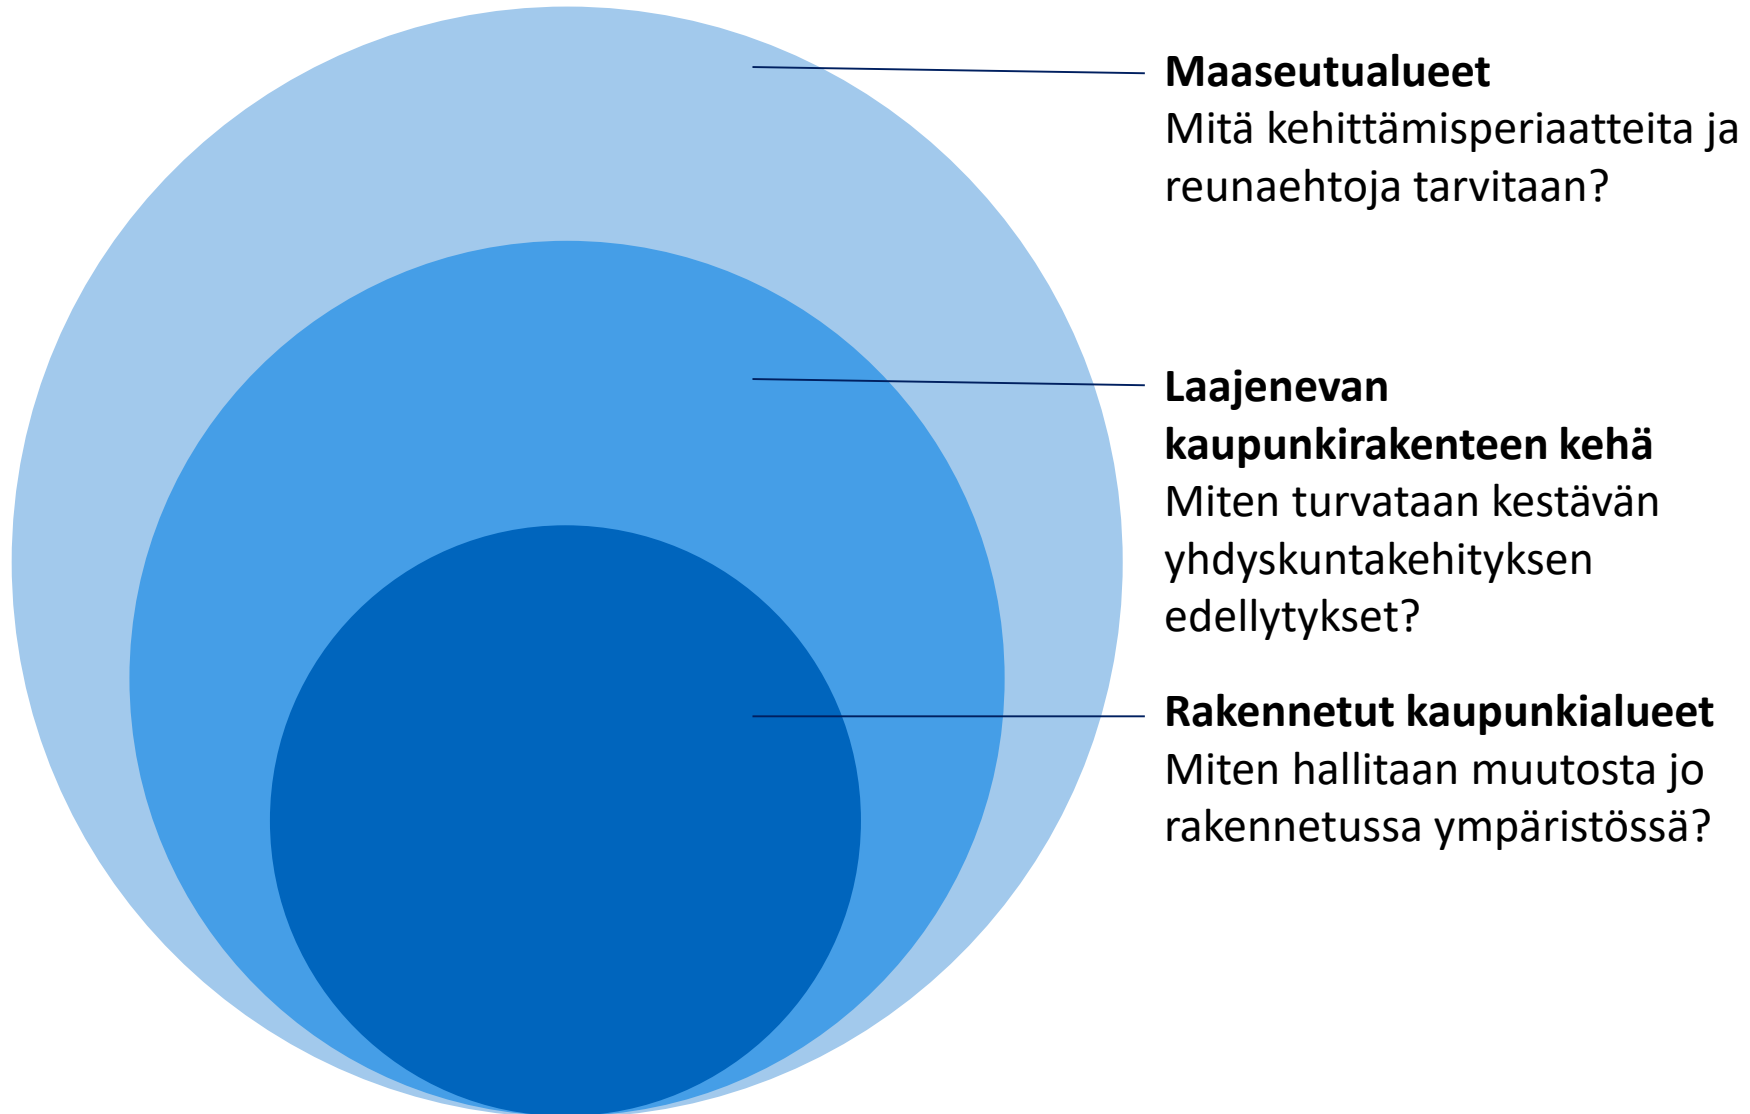 Maaseutualueet
Mitä kehittämisperiaatteita ja
reunaehtoja tarvitaan?
Laajenevan
kaupunkirakenteen kehä
Miten turvataan kestävän
yhdyskuntakehityksen
edellytykset?
Rakennetut kaupunkialueet
Miten hallitaan muutosta jo
rakennetussa ympäristössä?